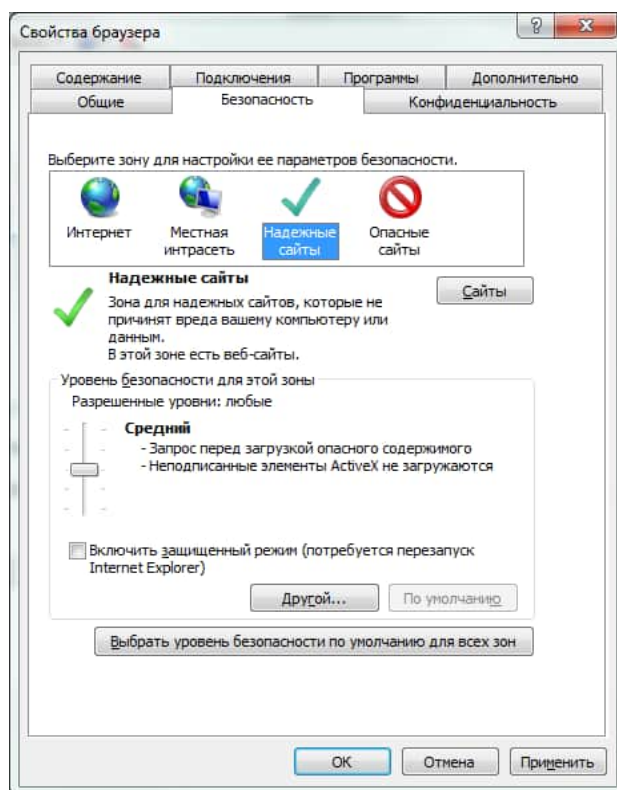 Свойства браузера
Содержание
Подключения
Программы
Дополнительно
Общие
Безопасность
Конфиденциальность
Выберите зону для настройки ее параметров безопасности.
Интернет
Местная
интрасеть
Надежные
сайты
Опасные
сайты
Надежные сайты
Сайты
Зона для надежных сайтов, которые не
причинят вреда вашему компьютеру или
данным.
В этой зоне есть веб-сайты.
Уровень безопасности для этой зоны
Разрешенные уровни: любые
Средний
- Запрос перед загрузкой опасного содержимого
- Неподписанные элементы ActiveX не загружаются
Включить защищенный режим (потребуется перезапуск
Internet Explorer)
Другой...
По умолчанию
Выбрать уровень безопасности по умолчанию для всех зон
ОК
Отмена
Применить